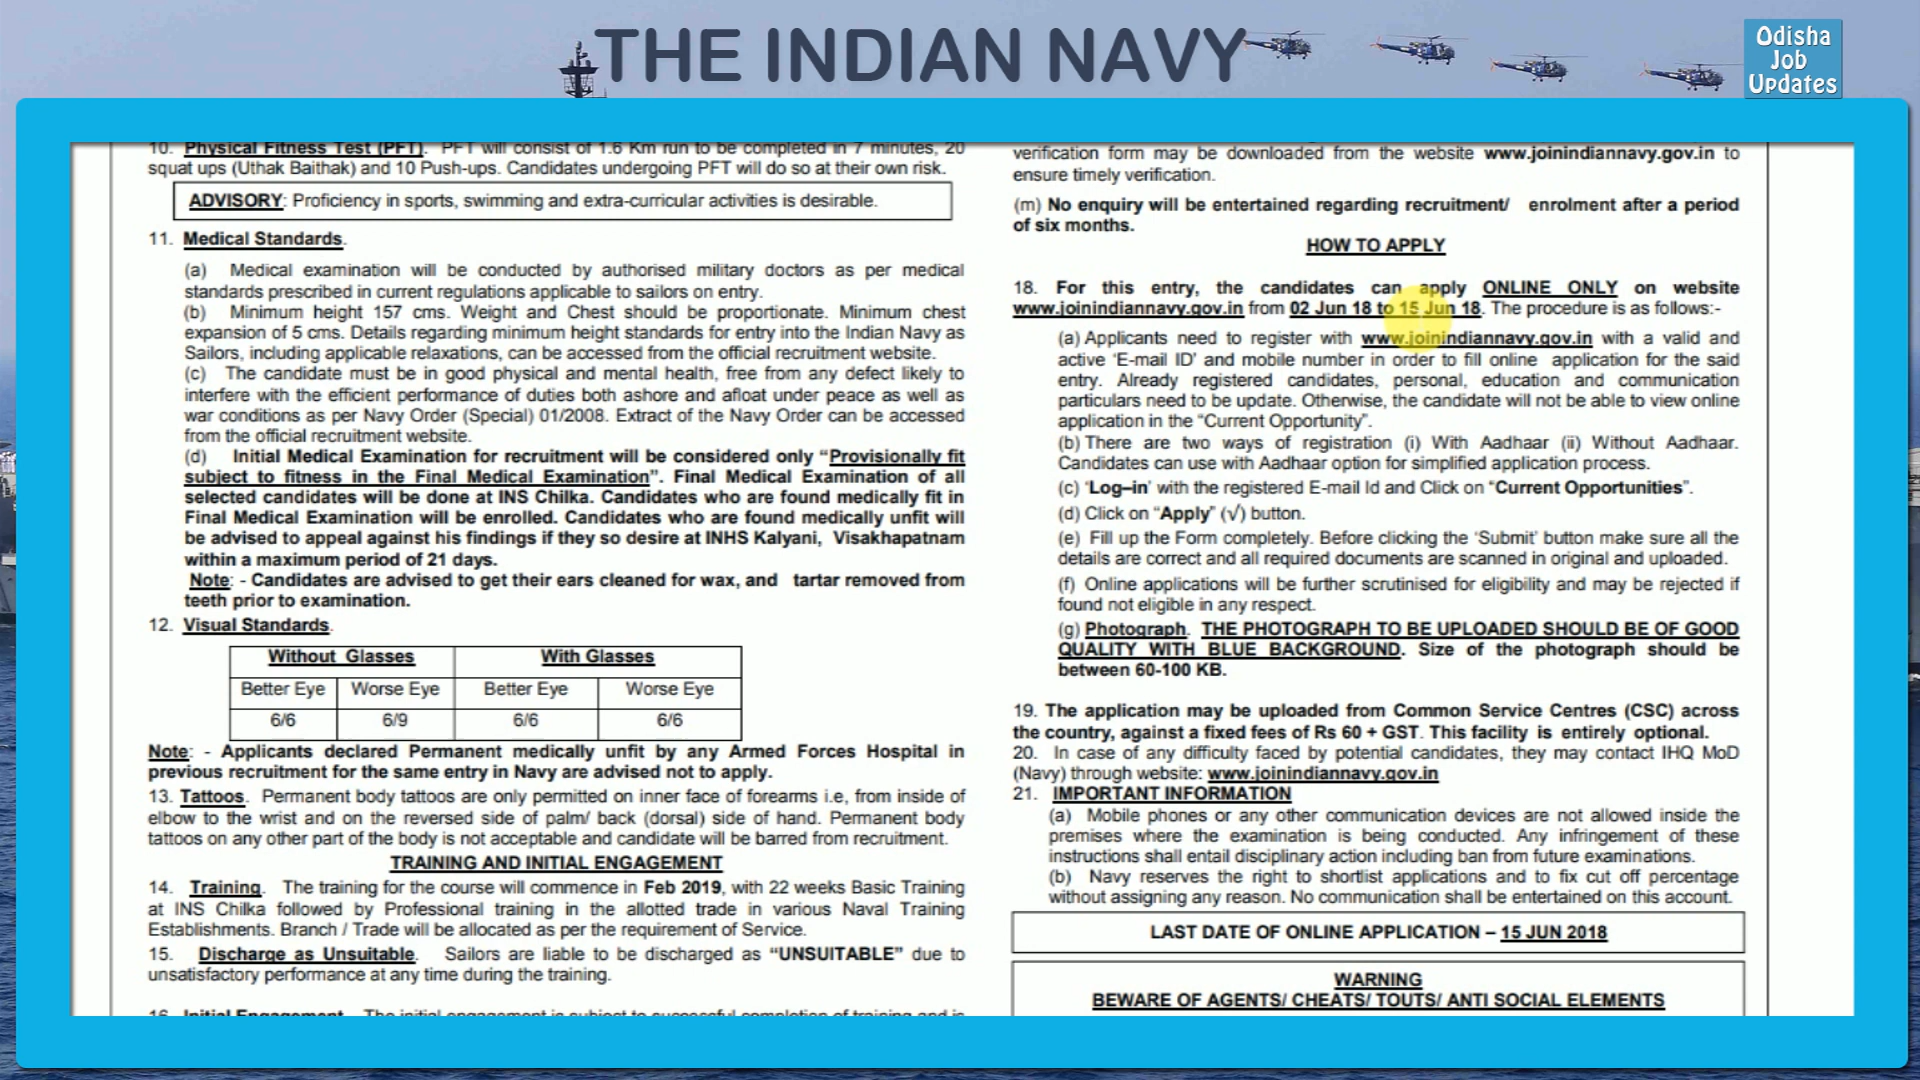 THE INDIAN NAVY
Odisha
Job
Updates
10. Physical Fitness Test (PFT). PFT will consist of 1.6 Km run to be completed in 7 minutes, 20
squat ups (Uthak Baithak) and 10 Push-ups. Candidates undergoing PFT will do so at their own risk.
ADVISORY: Proficiency in sports, swimming and extra-curricular activities is desirable.
11. Medical Standards.
(a) Medical examination will be conducted by authorised military doctors as per medical
standards prescribed in current regulations applicable to sailors on entry.
(b) Minimum height 157 cms. Weight and Chest should be proportionate. Minimum chest
expansion of 5 cms. Details regarding minimum height standards for entry into the Indian Navy as
Sailors, including applicable relaxations, can be accessed from the official recruitment website.
(c) The candidate must be in good physical and mental health, free from any defect likely to
interfere with the efficient performance of duties both ashore and afloat under peace as well as
war conditions as per Navy Order (Special) 01/2008. Extract of the Navy Order can be accessed
from the official recruitment website.
(d) Initial Medical Examination for recruitment will be considered only “Provisionally fit
subject to fitness in the Final Medical Examination”. Final Medical Examination of all
selected candidates will be done at INS Chilka. Candidates who are found medically fit in
Final Medical Examination will be enrolled. Candidates who are found medically unfit will
be advised to appeal against his findings if they so desire at INHS Kalyani, Visakhapatnam
within a maximum period of 21 days.
Note: - Candidates are advised to get their ears cleaned for wax, and tartar removed from
teeth prior to examination.
12. Visual Standards.
Without Glasses With Glasses
Better Eye Worse Eye Better Eye Worse Eye
6/6 6/9 6/6 6/6
Note: - Applicants declared Permanent medically unfit by any Armed Forces Hospital in
previous recruitment for the same entry in Navy are advised not to apply.
13. Tattoos. Permanent body tattoos are only permitted on inner face of forearms i.e, from inside of
elbow to the wrist and on the reversed side of palm/ back (dorsal) side of hand. Permanent body
tattoos on any other part of the body is not acceptable and candidate will be barred from recruitment.
TRAINING AND INITIAL ENGAGEMENT
14. Training. The training for the course will commence in Feb 2019, with 22 weeks Basic Training
at INS Chilka followed by Professional training in the allotted trade in various Naval Training
Establishments. Branch / Trade will be allocated as per the requirement of Service.
15. Discharge as Unsuitable. Sailors are liable to be discharged as “UNSUITABLE” due to
unsatisfactory performance at any time during the training.
16. Initial Engagement. The initial engagement is subject to successful completion of training and is
verification form may be downloaded from the website www.joinindiannavy.gov.in to
ensure timely verification.
(m) No enquiry will be entertained regarding recruitment/ enrolment after a period
of six months.
HOW TO APPLY
18. For this entry, the candidates can apply ONLINE ONLY on website
www.joinindiannavy.gov.in from 02 Jun 18 to 15 Jun 18. The procedure is as follows:-
(a) Applicants need to register with www.joinindiannavy.gov.in with a valid and
active ‘E-mail ID’ and mobile number in order to fill online application for the said
entry. Already registered candidates, personal, education and communication
particulars need to be update. Otherwise, the candidate will not be able to view online
application in the “Current Opportunity”.
(b) There are two ways of registration (i) With Aadhaar (ii) Without Aadhaar.
Candidates can use with Aadhaar option for simplified application process.
(c) ‘Log–in’ with the registered E-mail Id and Click on “Current Opportunities”.
(d) Click on “Apply” (√) button.
(e) Fill up the Form completely. Before clicking the ‘Submit’ button make sure all the
details are correct and all required documents are scanned in original and uploaded.
(f) Online applications will be further scrutinised for eligibility and may be rejected if
found not eligible in any respect.
(g) Photograph. THE PHOTOGRAPH TO BE UPLOADED SHOULD BE OF GOOD
QUALITY WITH BLUE BACKGROUND. Size of the photograph should be
between 60-100 KB.
19. The application may be uploaded from Common Service Centres (CSC) across
the country, against a fixed fees of Rs 60 + GST. This facility is entirely optional.
20. In case of any difficulty faced by potential candidates, they may contact IHQ MoD
(Navy) through website: www.joinindiannavy.gov.in
21. IMPORTANT INFORMATION
(a) Mobile phones or any other communication devices are not allowed inside the
premises where the examination is being conducted. Any infringement of these
instructions shall entail disciplinary action including ban from future examinations.
(b) Navy reserves the right to shortlist applications and to fix cut off percentage
without assigning any reason. No communication shall be entertained on this account.
LAST DATE OF ONLINE APPLICATION – 15 JUN 2018
WARNING
BEWARE OF AGENTS/ CHEATS/ TOUTS/ ANTI SOCIAL ELEMENTS